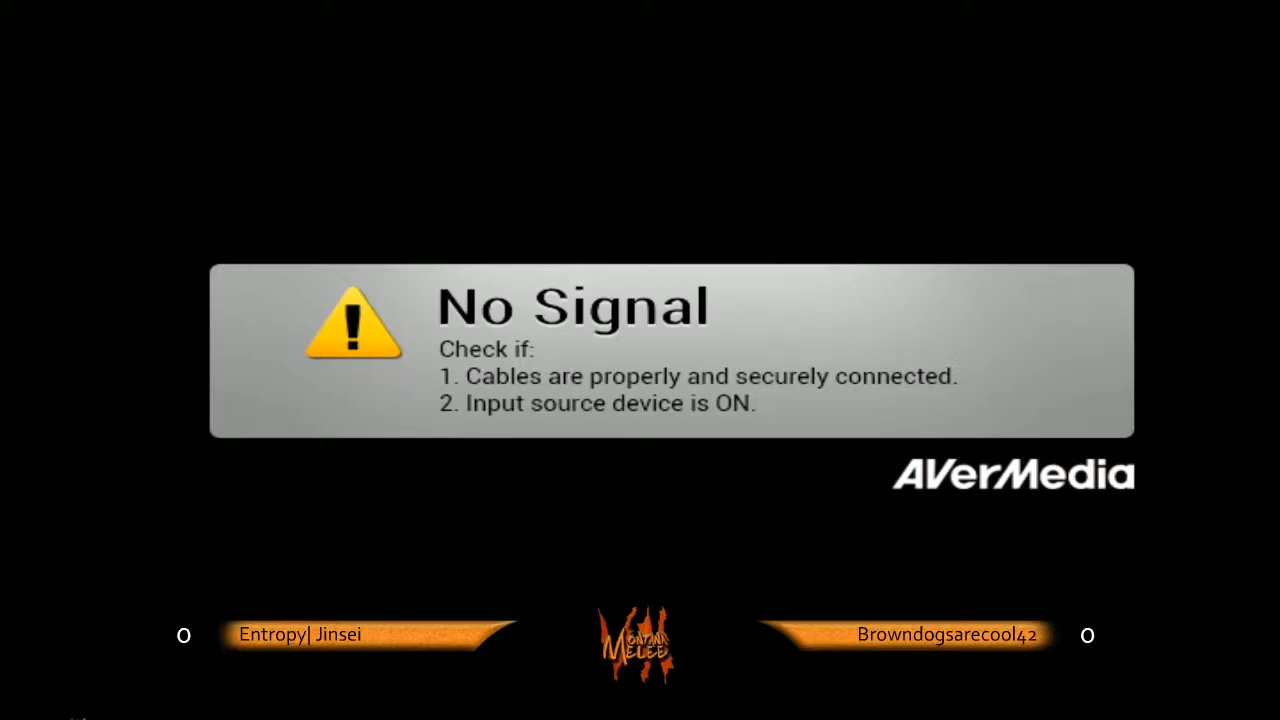 No Signal
Check if:
1. Cables are properly and securely connected.
2. Input source device is ON.
AVerMedia
0 Entropy| Jinsei
MONTANA
MELEE
Browndogsarecool42 0